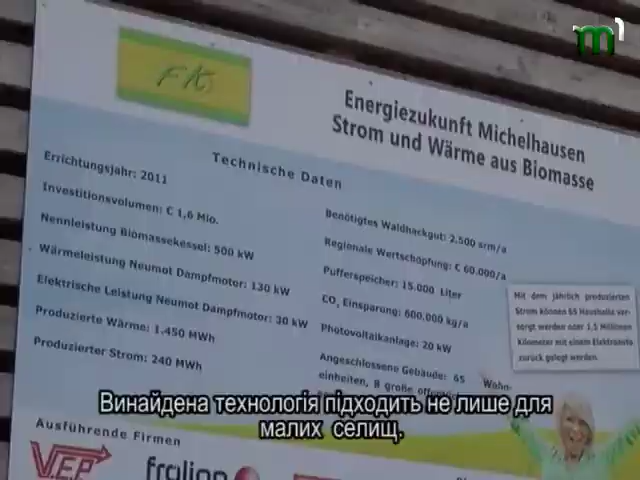 m¹
FKS
Energiezukunft Michelhausen
Strom und Wärme aus Biomasse
Technische Daten
Errichtungsjahr: 2011
Investitionsvolumen: € 1,6 Mio.
Nennleistung Biomassekessel: 500 kW
Wärmeleistung Neumot Dampfmotor: 130 kW
Elektrische Leistung Neumot Dampfmotor: 30 kW
Produzierte Wärme: 1.450 MWh
Produzierter Strom: 240 MWh
Benötigtes Waldhackgut: 2.500 srm/a
Regionale Wertschöpfung: € 60.000/a
Pufferspeicher: 15.000 Liter
CO₂ Einsparung: 600.000 kg/a
Photovoltaikanlage: 20 kW
Angeschlossene Gebäude: 65 Wohn-
einheiten, 8 große
Mit dem jährlich produzierten
Strom können 65 Haushalte ver-
sorgt werden oder 1,5 Millionen
Kilometer mit einem Elektroauto
zurück gelegt werden.
Винайдена технологія підходить не лише для
малих селищ.
Ausführende Firmen
V.E.P